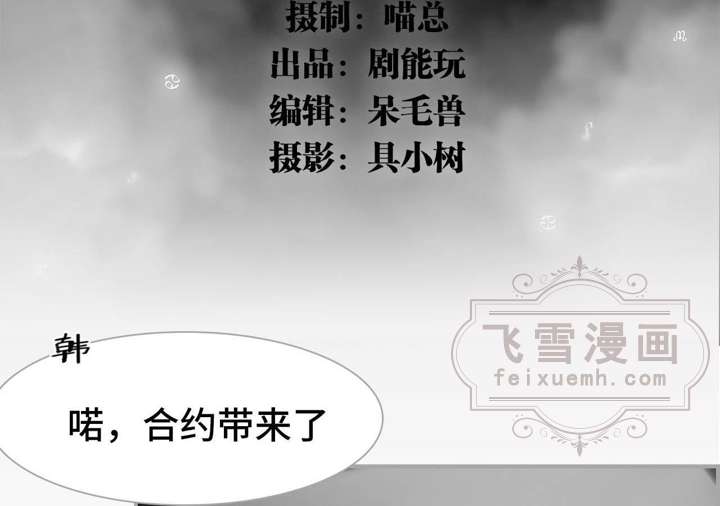 摄制：喵总
出品：剧能玩
编辑：呆毛兽
摄影：具小树
飞雪漫画
feixuemh.com
韩
喏，合约带来了